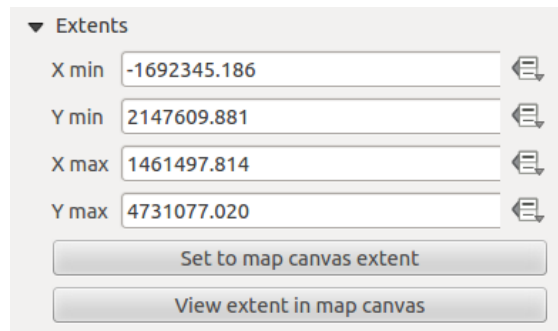 Extents
X min -1692345.186
Y min 2147609.881
X max 1461497.814
Y max 4731077.020
Set to map canvas extent
View extent in map canvas